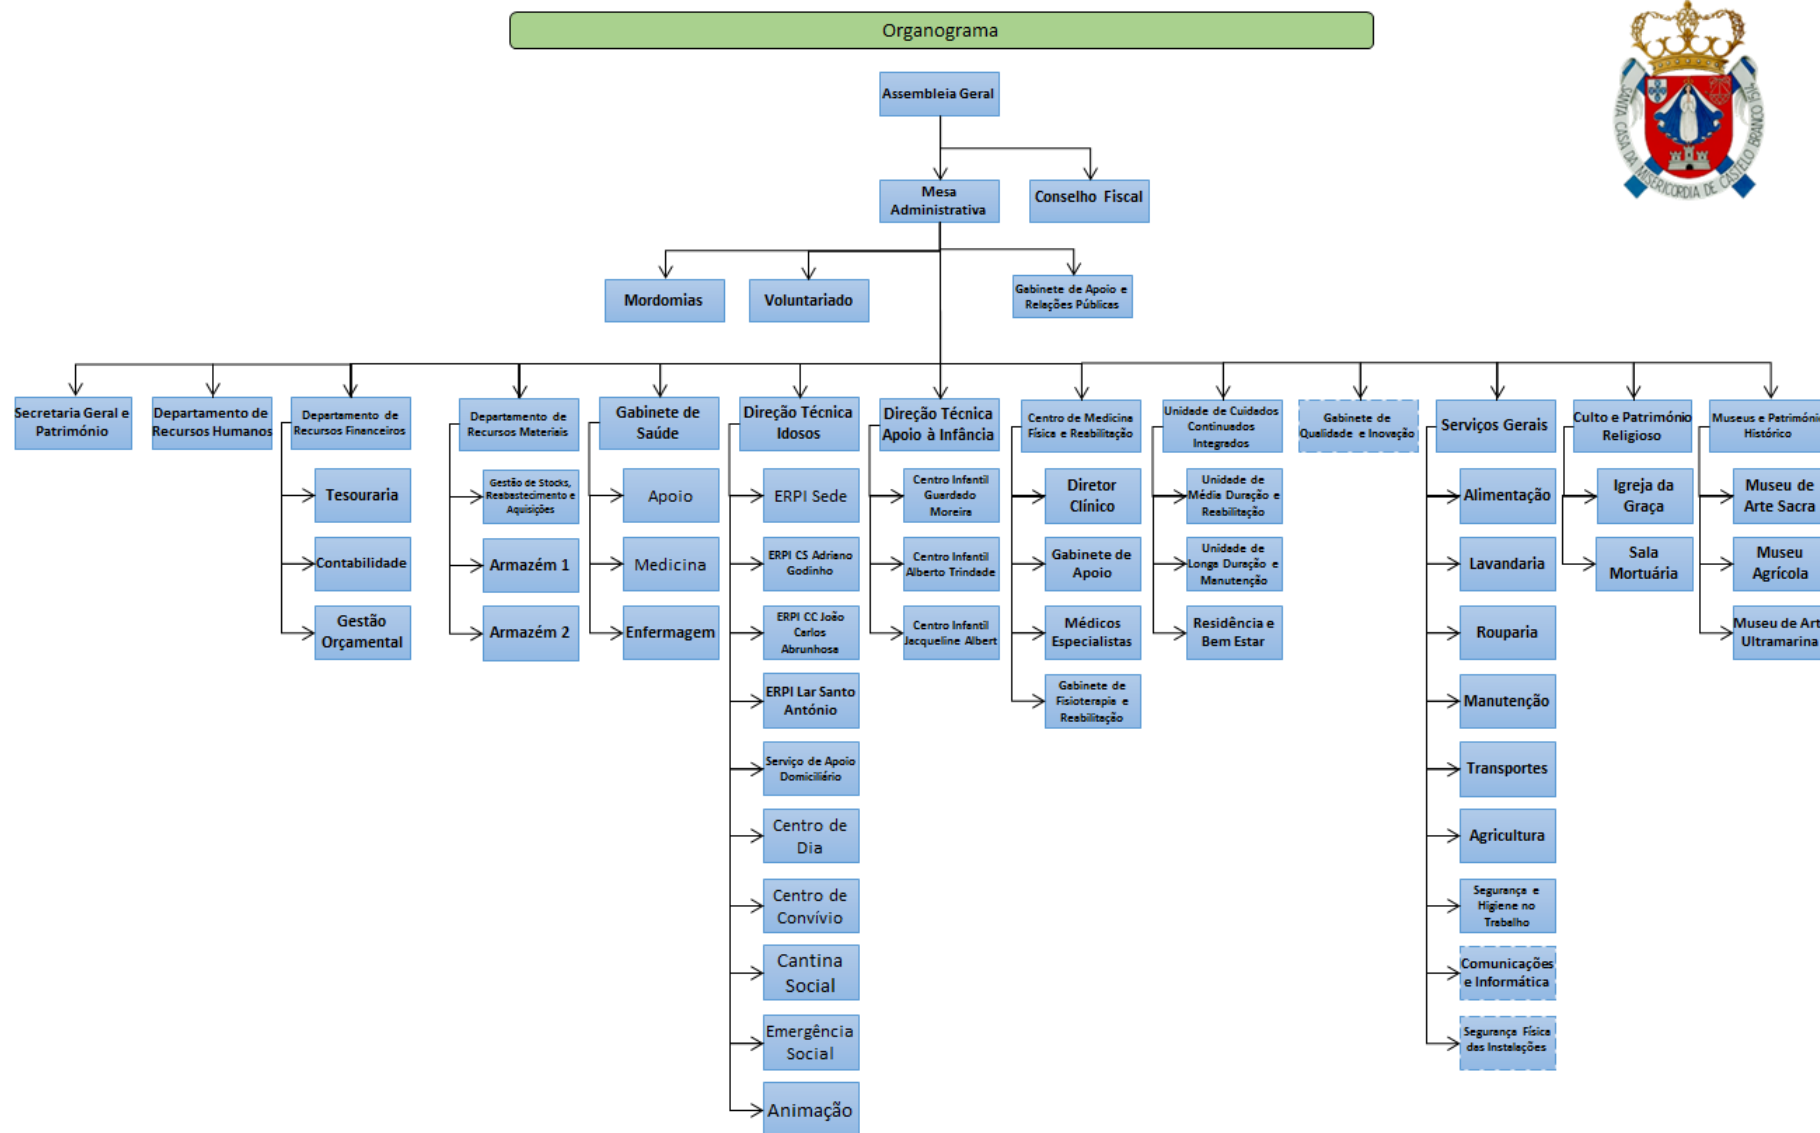 Organograma
SANTA CASA DA MISERICORDIA DE CASTELO BRANCO 1514
Assembleia Geral
Mesa
Administrativa
Conselho Fiscal
Mordomias
Voluntariado
Gabinete de Apoio e
Relações Públicas
Secretaria Geral e
Património
Departamento de
Recursos Humanos
Departamento de
Recursos Financeiros
Departamento de
Recursos Materiais
Gabinete de
Saúde
Direção Técnica
Idosos
Direção Técnica
Apoio à Infância
Centro de Medicina
Física e Reabilitação
Unidade de Cuidados
Continuados
Integrados
Gabinete de
Qualidade e Inovação
Serviços Gerais
Culto e Património
Religioso
Museus e Património
Histórico
Tesouraria
Contabilidade
Gestão
Orçamental
Gestão de Stocks,
Reabastecimento e
Aquisições
Armazém 1
Armazém 2
Apoio
Medicina
Enfermagem
ERPI Sede
ERPI CS Adriano
Godinho
ERPI CC João
Carlos
Abrunhosa
ERPI Lar Santo
António
Serviço de Apoio
Domiciliário
Centro de
Dia
Centro de
Convívio
Cantina
Social
Emergência
Social
Animação
Centro Infantil
Guardado
Moreira
Centro Infantil
Alberto Trindade
Centro Infantil
Jacqueline Albert
Diretor
Clínico
Gabinete de
Apoio
Médicos
Especialistas
Gabinete de
Fisioterapia e
Reabilitação
Unidade de
Média Duração e
Reabilitação
Unidade de
Longa Duração e
Manutenção
Residência e
Bem Estar
Alimentação
Lavandaria
Rouparia
Manutenção
Transportes
Agricultura
Segurança e
Higiene no
Trabalho
Comunicações
e Informática
Segurança Física
das Instalações
Igreja da
Graça
Sala
Mortuária
Museu de
Arte Sacra
Museu
Agrícola
Museu de Art
Ultramarina